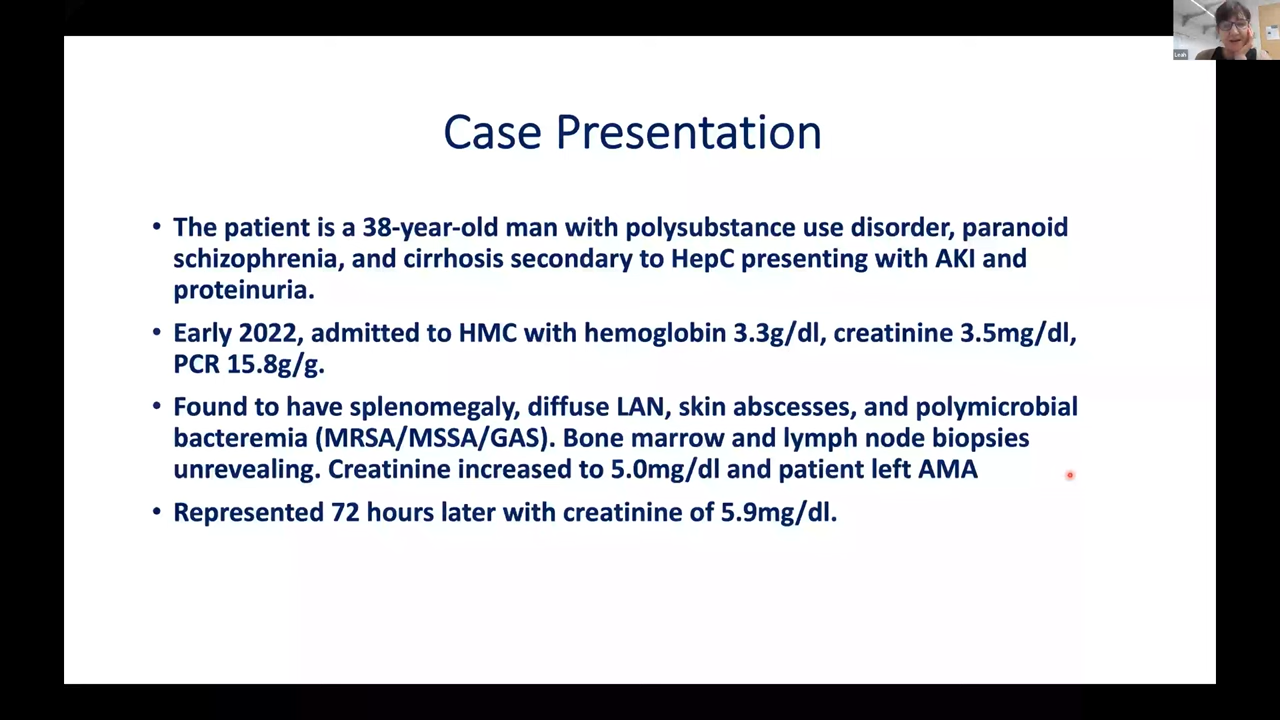 Leah
Case Presentation
• The patient is a 38-year-old man with polysubstance use disorder, paranoid
schizophrenia, and cirrhosis secondary to HepC presenting with AKI and
proteinuria.
• Early 2022, admitted to HMC with hemoglobin 3.3g/dl, creatinine 3.5mg/dl,
PCR 15.8g/g.
• Found to have splenomegaly, diffuse LAN, skin abscesses, and polymicrobial
bacteremia (MRSA/MSSA/GAS). Bone marrow and lymph node biopsies
unrevealing. Creatinine increased to 5.0mg/dl and patient left AMA
• Represented 72 hours later with creatinine of 5.9mg/dl.